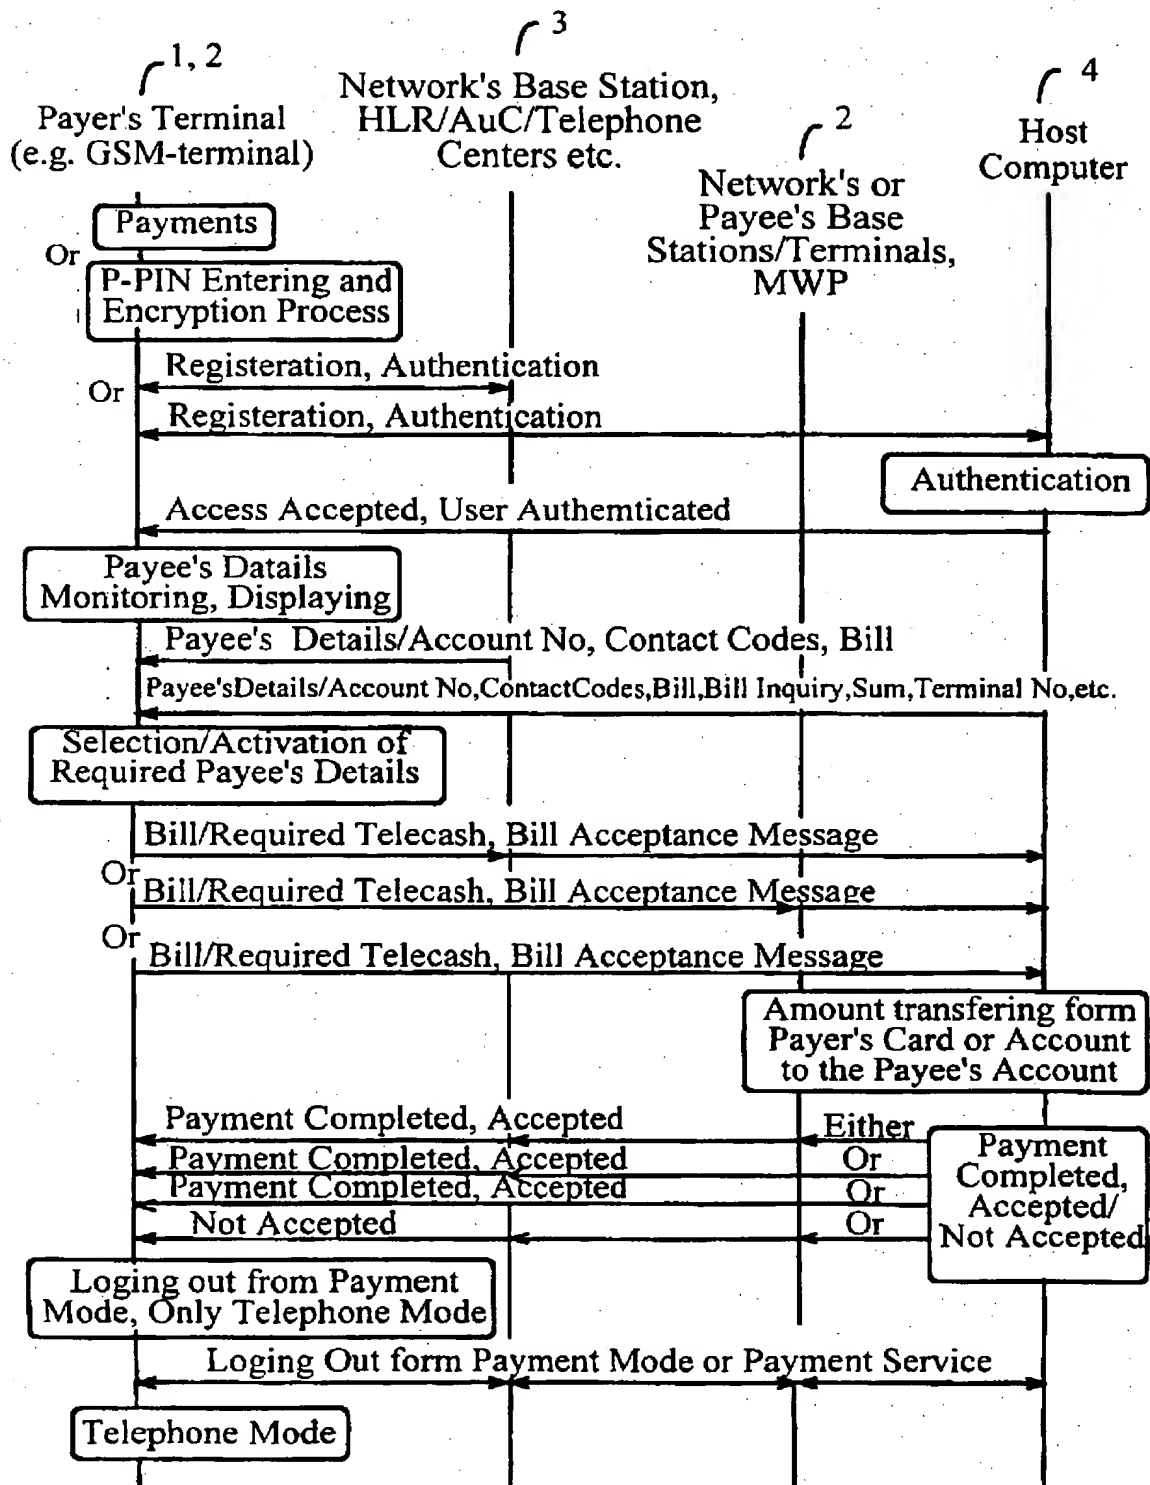 1, 2
3
4
2
Payer's Terminal
(e.g. GSM-terminal)
Network's Base Station,
HLR/AuC/Telephone
Centers etc.
Network's or
Payee's Base
Stations/Terminals,
MWP
Host
Computer
Payments
Or
P-PIN Entering and
Encryption Process
Registeration, Authentication
Or
Registeration, Authentication
Authentication
Access Accepted, User Authemticated
Payee's Datails
Monitoring, Displaying
Payee's Details/Account No, Contact Codes, Bill
Payee'sDetails/Account No,ContactCodes,Bill,Bill Inquiry,Sum,Terminal No,etc.
Selection/Activation of
Required Payee's Details
Bill/Required Telecash, Bill Acceptance Message
Or
Bill/Required Telecash, Bill Acceptance Message
Or
Bill/Required Telecash, Bill Acceptance Message
Amount transfering form
Payer's Card or Account
to the Payee's Account
Payment Completed, Accepted
Either
Payment Completed, Accepted
Or
Payment Completed, Accepted
Or
Not Accepted
Or
Payment
Completed,
Accepted/
Not Accepted
Loging out from Payment
Mode, Only Telephone Mode
Loging Out form Payment Mode or Payment Service
Telephone Mode